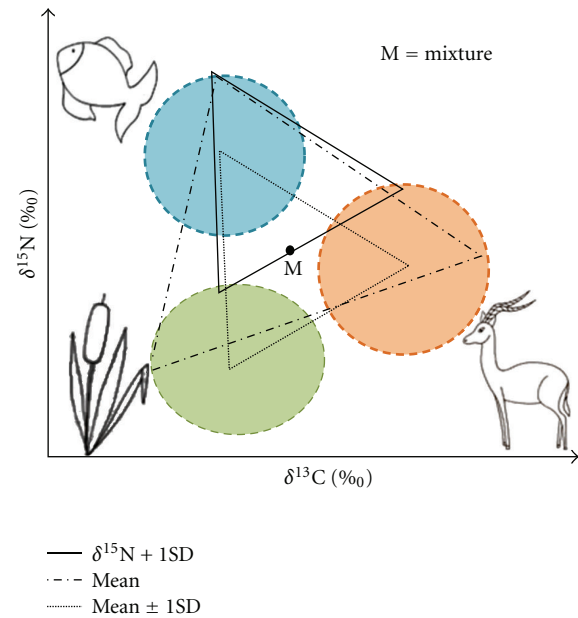 M = mixture
δ¹⁵N (‰)
M
δ¹³C (‰)
δ¹⁵N + 1SD
Mean
Mean ± 1SD